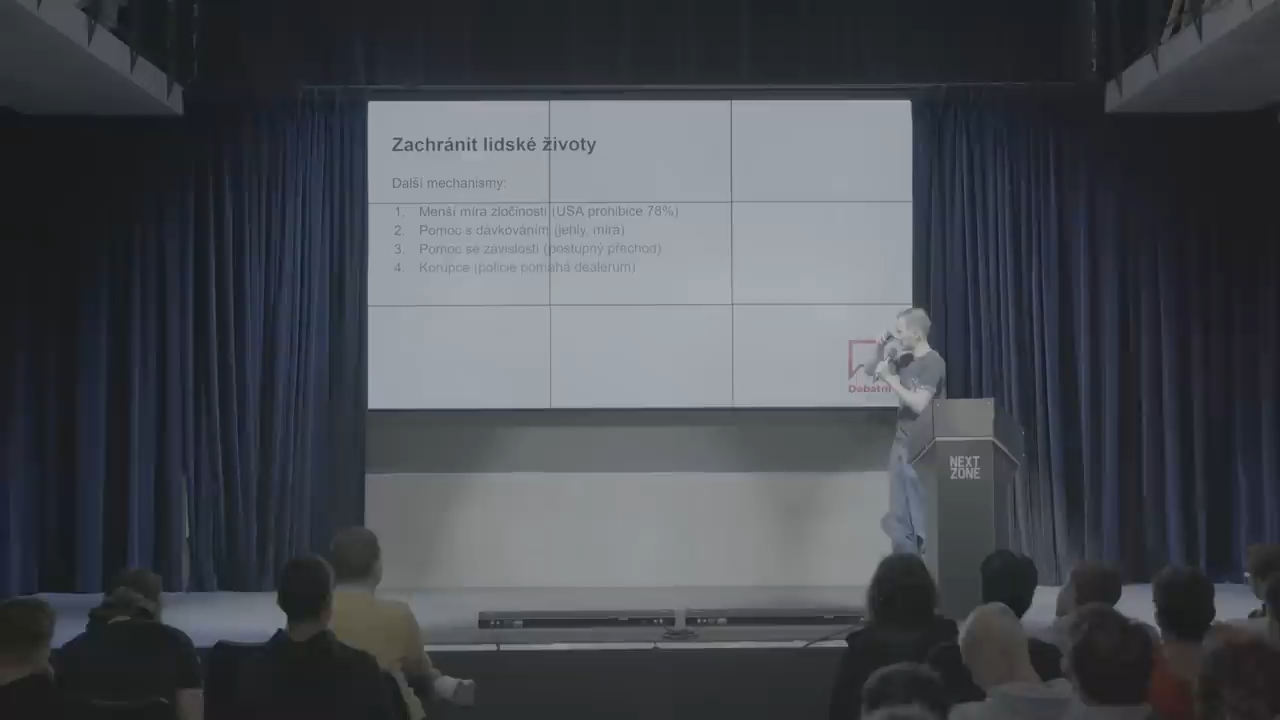 Zachránit lidské životy
Další mechanismy:
1. Menší míra zločinosti (USA prohibice 78%)
2. Pomoc s dávkováním (jehly, míra)
3. Pomoc se závislostí (postupný přechod)
4. Korupce (policie pomáhá dealerům)
NEXT
ZONE